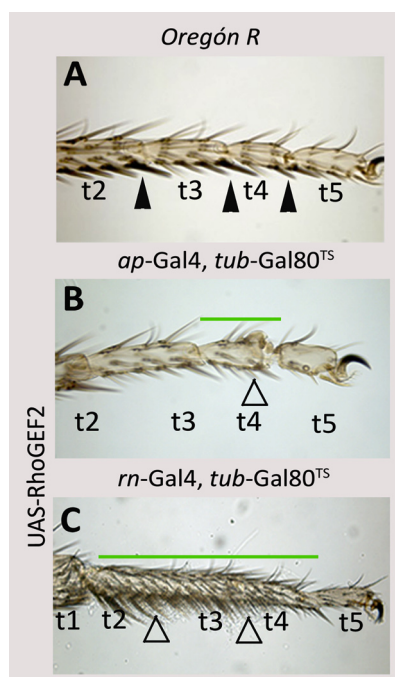 Oregón R
A
t2 t3 t4 t5
ap-Gal4, tub-Gal80TS
B
t2 t3 t4 t5
rn-Gal4, tub-Gal80TS
UAS-RhoGEF2
C
t1 t2 t3 t4 t5